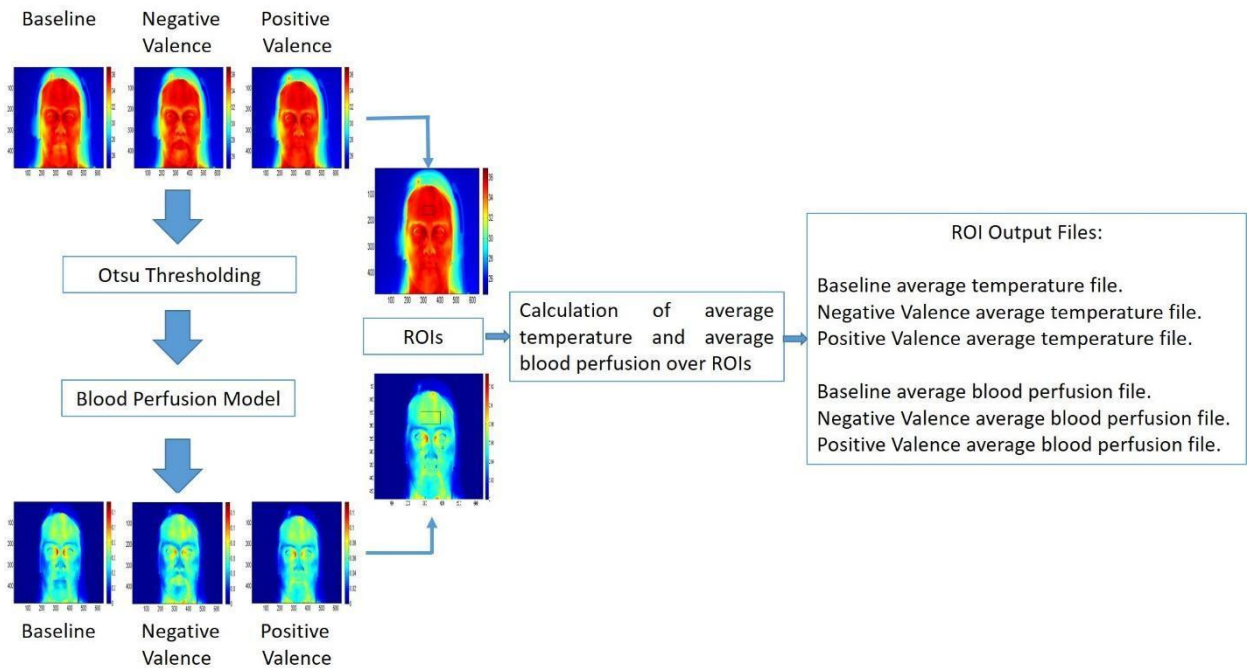 Baseline
Negative
Valence
Positive
Valence
Otsu Thresholding
Blood Perfusion Model
Baseline
Negative
Valence
Positive
Valence
ROIs
Calculation of average
temperature and average
blood perfusion over ROIs
ROI Output Files:
Baseline average temperature file.
Negative Valence average temperature file.
Positive Valence average temperature file.
Baseline average blood perfusion file.
Negative Valence average blood perfusion file.
Positive Valence average blood perfusion file.